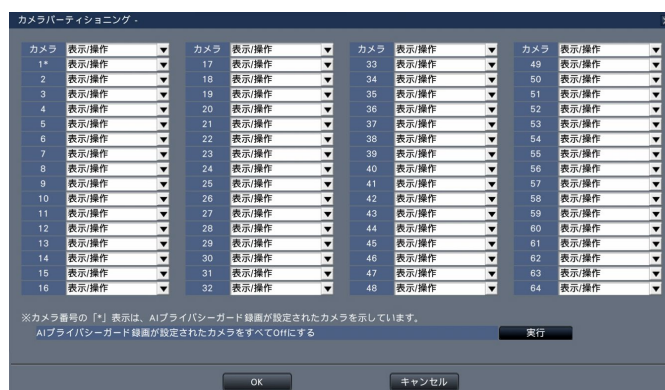 カメラパーティショニング -
カメラ 表示/操作 カメラ 表示/操作 カメラ 表示/操作 カメラ 表示/操作
1* 表示/操作 17 表示/操作 33 表示/操作 49 表示/操作
2 表示/操作 18 表示/操作 34 表示/操作 50 表示/操作
3 表示/操作 19 表示/操作 35 表示/操作 51 表示/操作
4 表示/操作 20 表示/操作 36 表示/操作 52 表示/操作
5 表示/操作 21 表示/操作 37 表示/操作 53 表示/操作
6 表示/操作 22 表示/操作 38 表示/操作 54 表示/操作
7 表示/操作 23 表示/操作 39 表示/操作 55 表示/操作
8 表示/操作 24 表示/操作 40 表示/操作 56 表示/操作
9 表示/操作 25 表示/操作 41 表示/操作 57 表示/操作
10 表示/操作 26 表示/操作 42 表示/操作 58 表示/操作
11 表示/操作 27 表示/操作 43 表示/操作 59 表示/操作
12 表示/操作 28 表示/操作 44 表示/操作 60 表示/操作
13 表示/操作 29 表示/操作 45 表示/操作 61 表示/操作
14 表示/操作 30 表示/操作 46 表示/操作 62 表示/操作
15 表示/操作 31 表示/操作 47 表示/操作 63 表示/操作
16 表示/操作 32 表示/操作 48 表示/操作 64 表示/操作
※カメラ番号の「*」表示は、AIプライバシーガード録画が設定されたカメラを示しています。
AIプライバシーガード録画が設定されたカメラをすべてOffにする 実行
OK キャンセル